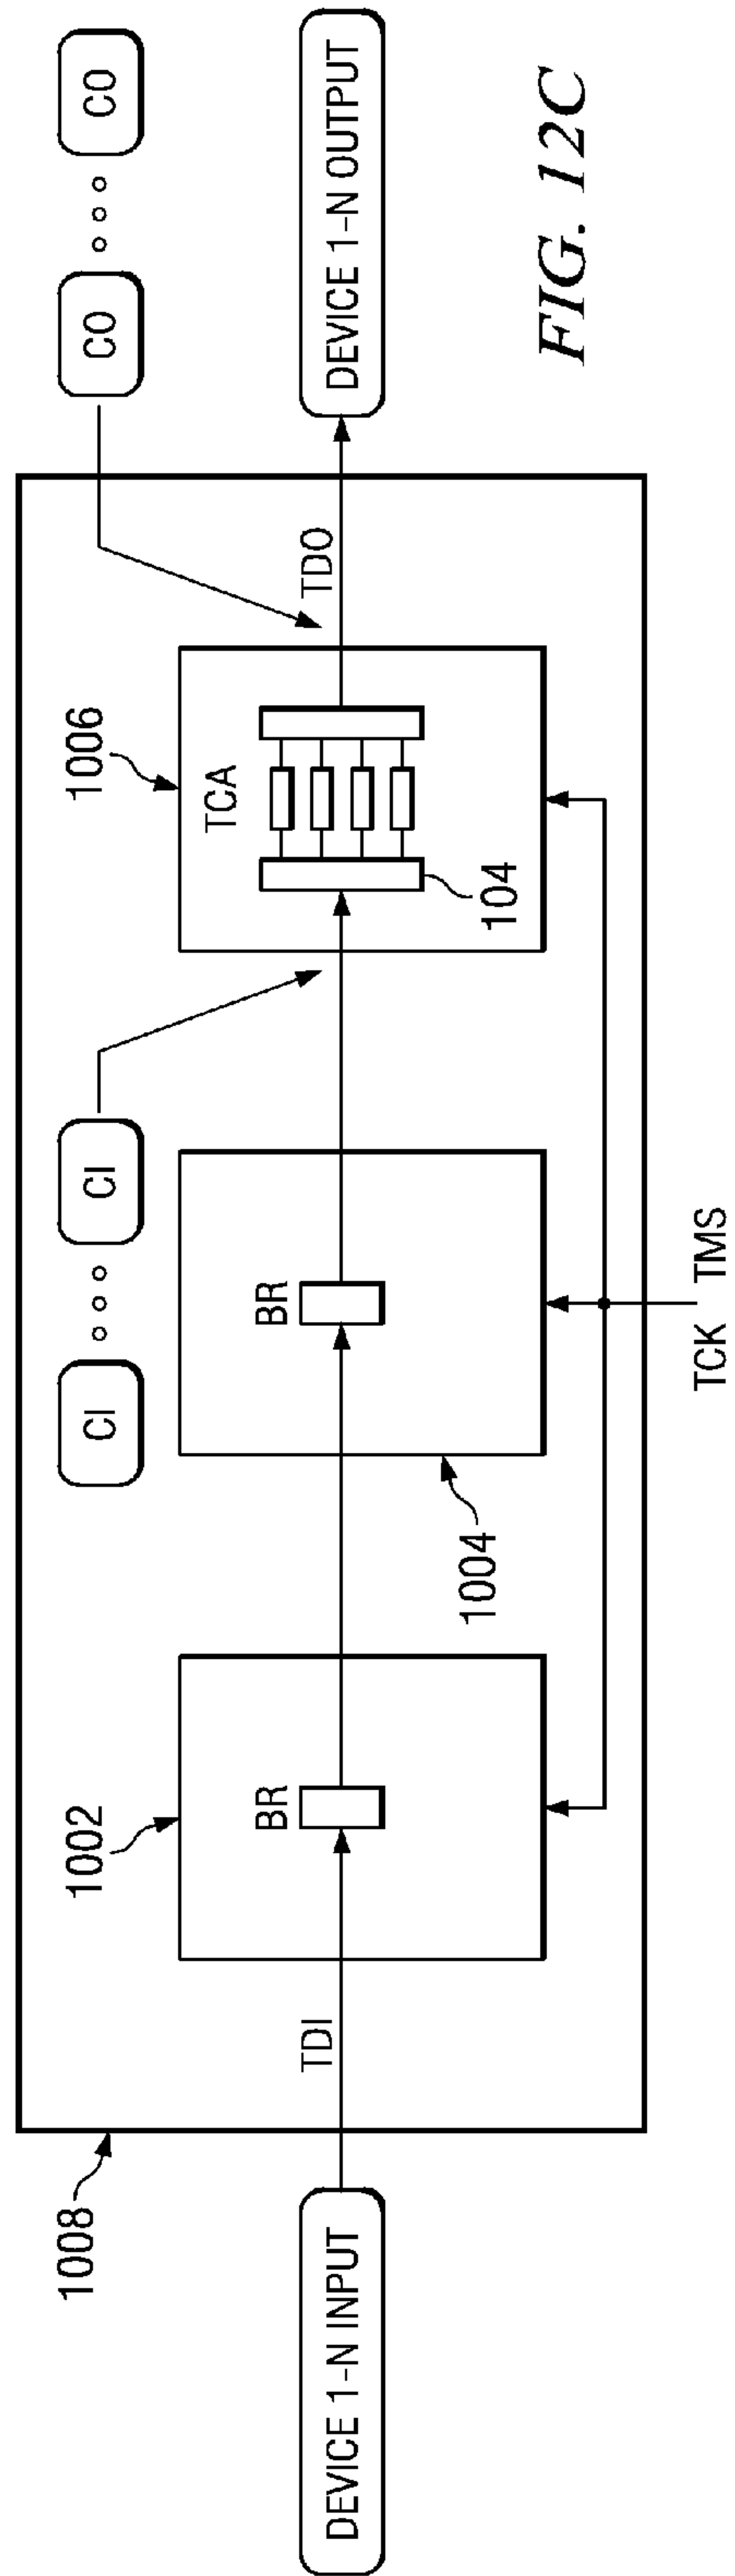 CI
CI
CO
CO
1008
1002
1004
1006
DEVICE 1-N INPUT
TDI
BR
BR
TCA
104
TDO
DEVICE 1-N OUTPUT
TCK TMS
FIG. 12C